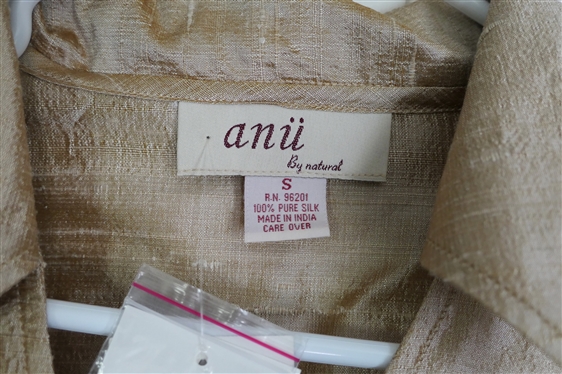 anü
By natural
S
R.N. 96201
100% PURE SILK
MADE IN INDIA
CARE OVER